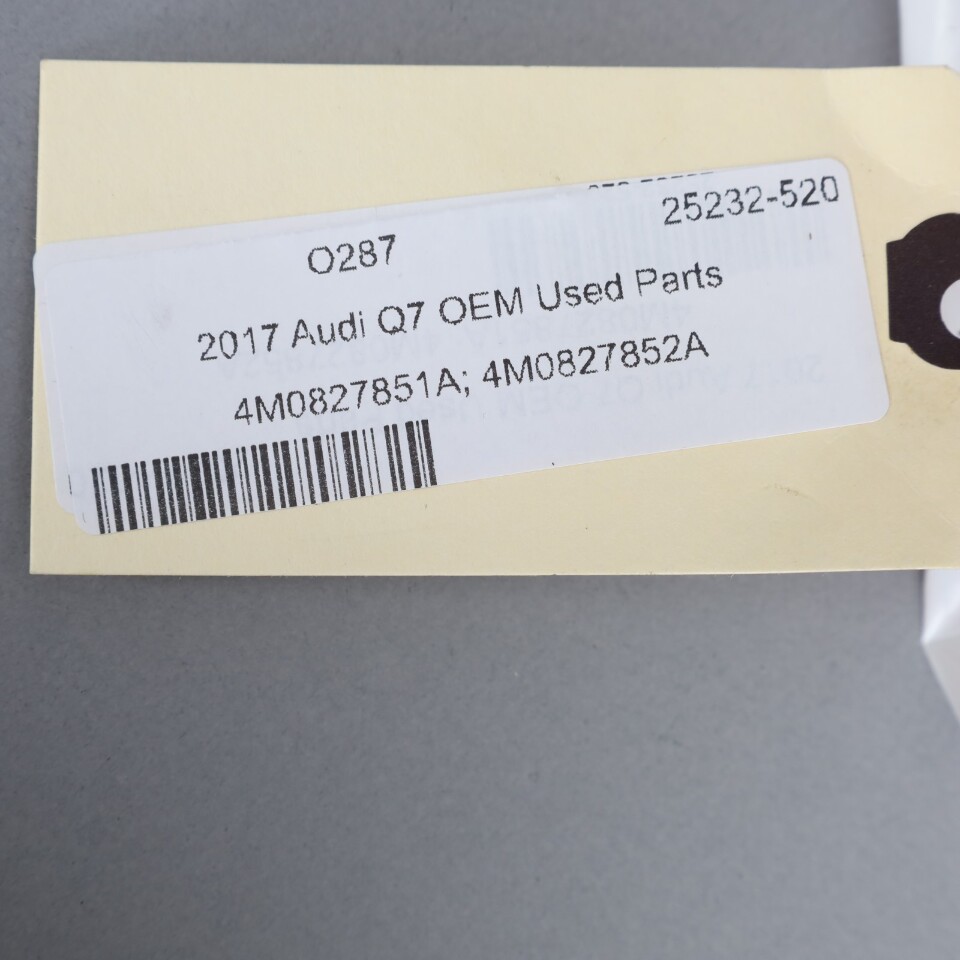 25232-520
O287
2017 Audi Q7 OEM Used Parts
4M0827851A; 4M0827852A